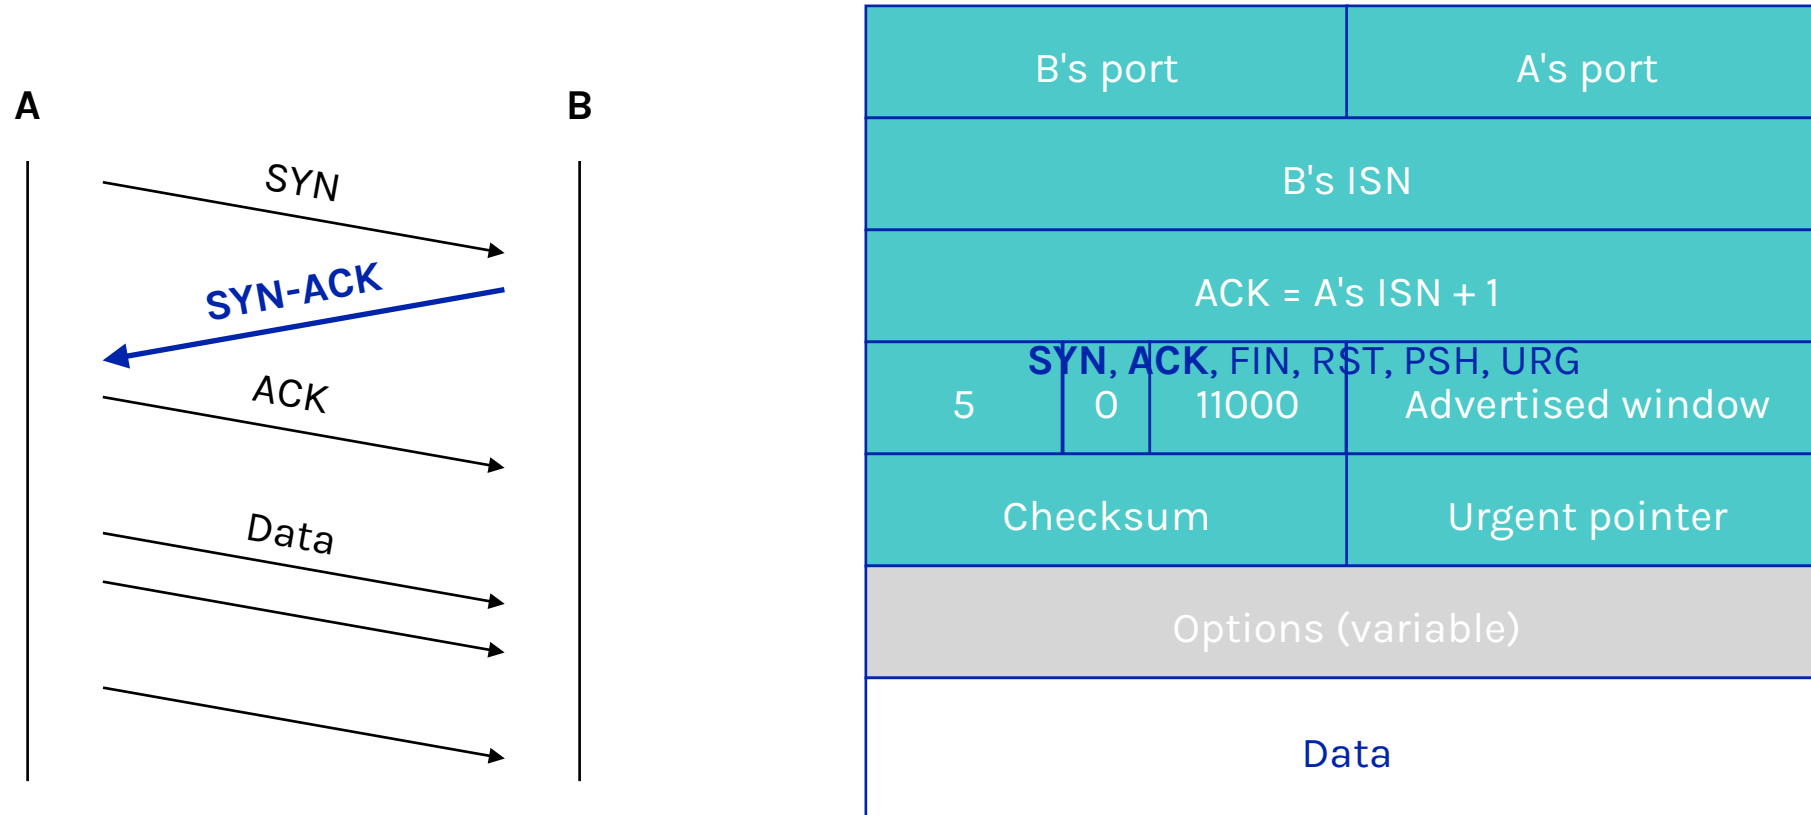 A
B
SYN
SYN-ACK
ACK
Data
B's port
A's port
B's ISN
ACK = A's ISN + 1
SYN, ACK, FIN, RST, PSH, URG
5
0
11000
Advertised window
Checksum
Urgent pointer
Options (variable)
Data